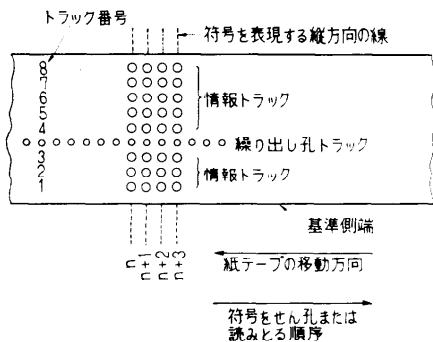 トラック番号
符号を表現する縦方向の線
8
7
6
5
4
情報トラック
繰り出し孔トラック
3
2
1
情報トラック
基準側端
n
n+1
n+2
n+3
紙テープの移動方向
符号をせん孔または
読みとる順序